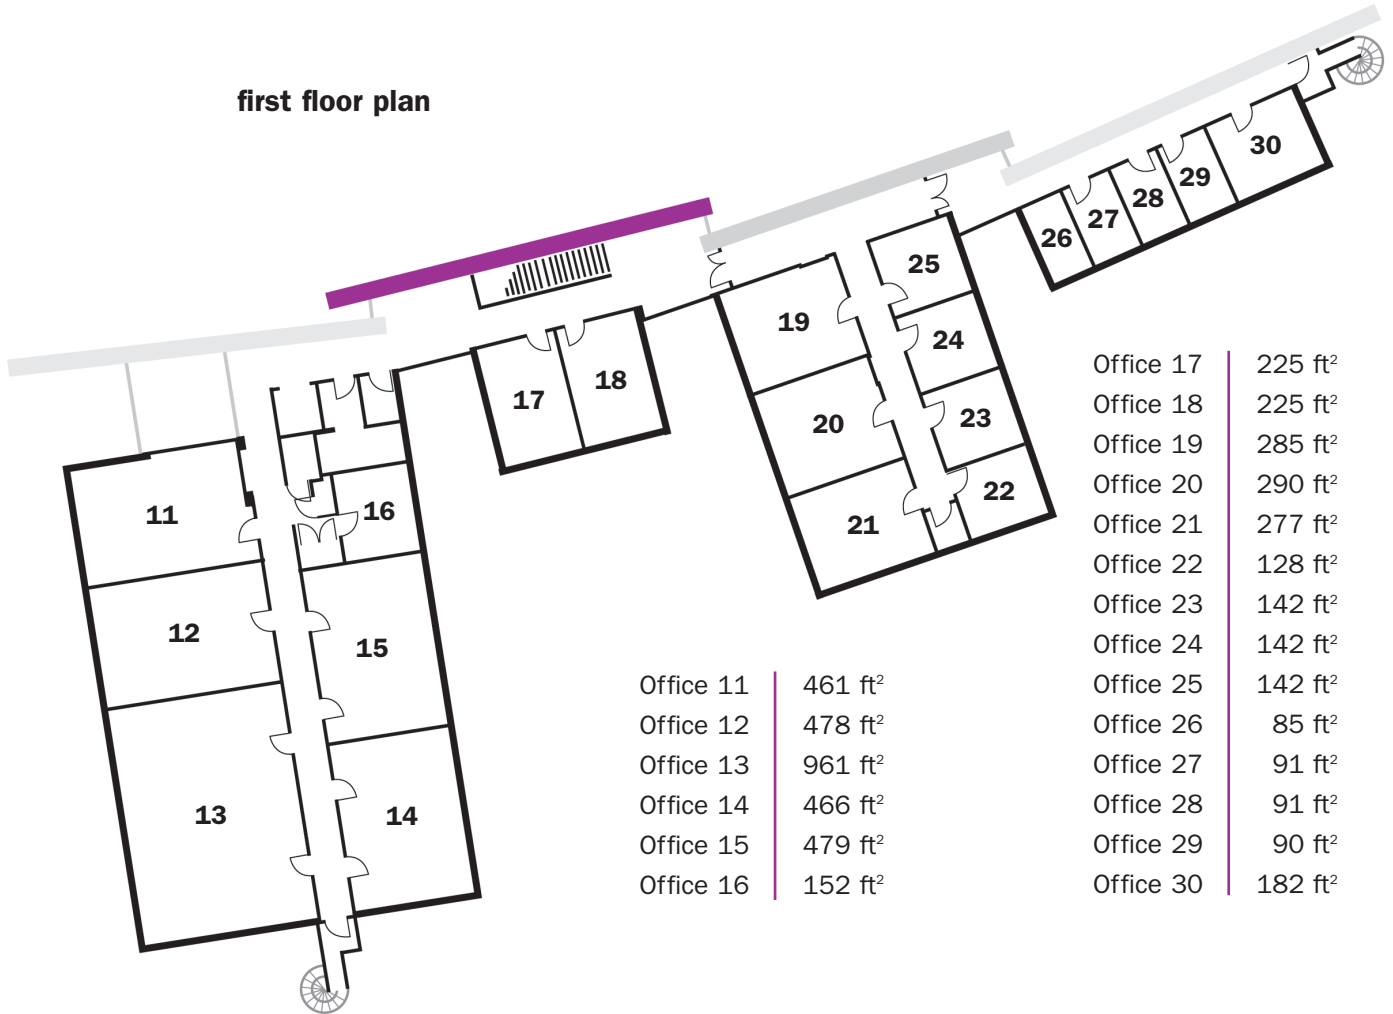 first floor plan
30
29
28
27
26
25
24
23
22
19
20
21
17
18
11
12
13
16
15
14
Office 11 461 ft²
Office 12 478 ft²
Office 13 961 ft²
Office 14 466 ft²
Office 15 479 ft²
Office 16 152 ft²
Office 17 225 ft²
Office 18 225 ft²
Office 19 285 ft²
Office 20 290 ft²
Office 21 277 ft²
Office 22 128 ft²
Office 23 142 ft²
Office 24 142 ft²
Office 25 142 ft²
Office 26 85 ft²
Office 27 91 ft²
Office 28 91 ft²
Office 29 90 ft²
Office 30 182 ft²